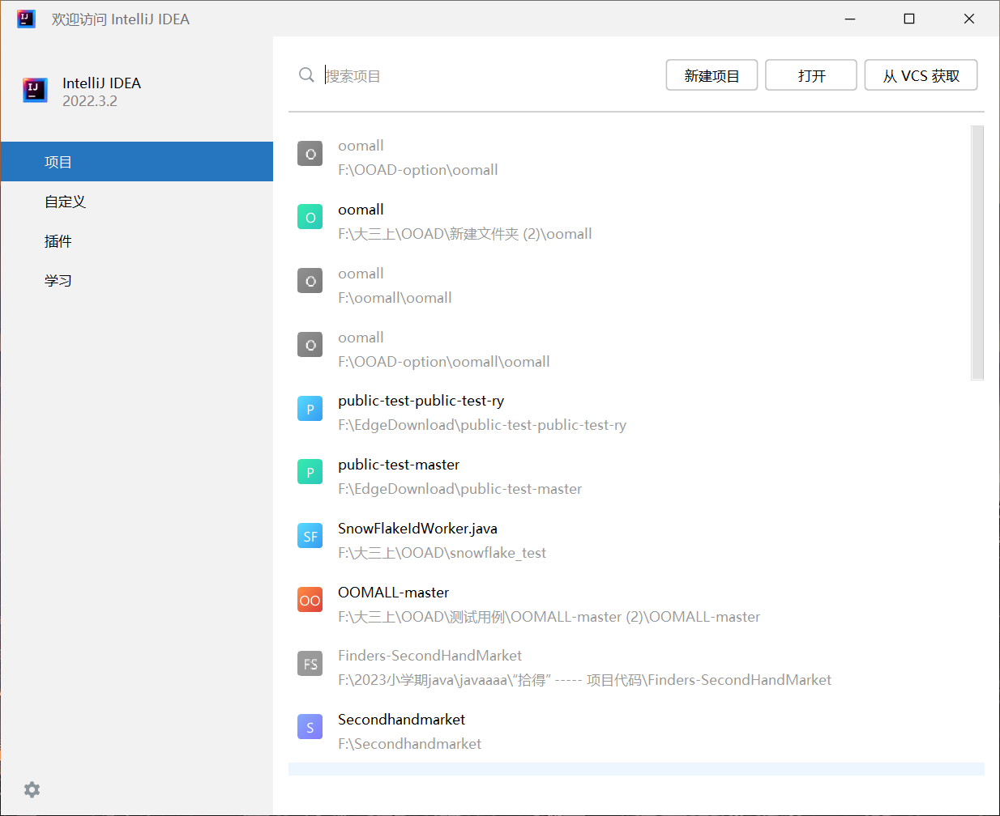 欢迎访问 IntelliJ IDEA
IntelliJ IDEA
2022.3.2
项目
自定义
插件
学习
搜索项目
新建项目
打开
从 VCS 获取
O
oomall
F:\OOAD-option\oomall
O
oomall
F:\大三上\OOAD\新建文件夹 (2)\oomall
O
oomall
F:\oomall\oomall
O
oomall
F:\OOAD-option\oomall\oomall
P
public-test-public-test-ry
F:\EdgeDownload\public-test-public-test-ry
P
public-test-master
F:\EdgeDownload\public-test-master
SF
SnowFlakeIdWorker.java
F:\大三上\OOAD\snowflake_test
OO
OOMALL-master
F:\大三上\OOAD\测试用例\OOMALL-master (2)\OOMALL-master
FS
Finders-SecondHandMarket
F:\2023小学期java\javaaaa\“拾得” ----- 项目代码\Finders-SecondHandMarket
S
Secondhandmarket
F:\Secondhandmarket